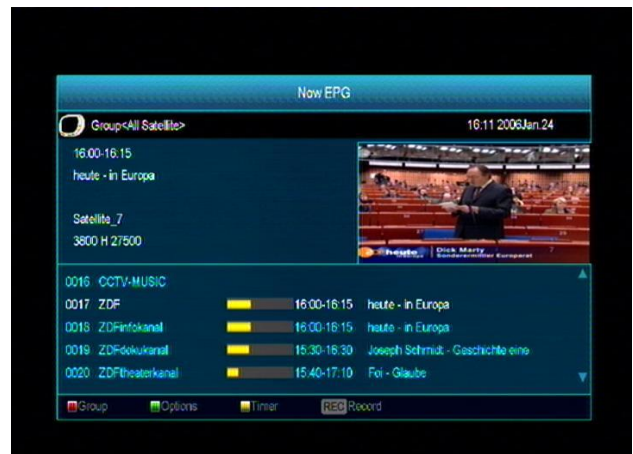 Now EPG
Group<All Satellite> 16:11 2006Jan.24
16:00-16:15
heute - in Europa
Satellite_7
3800 H 27500
heute Dick Marty
Sonderermittler Europarat
0016 CCTV-MUSIC
0017 ZDF 16:00-16:15 heute - in Europa
0018 ZDFinfokanal 16:00-16:15 heute - in Europa
0019 ZDFdokukanal 15:30-16:30 Joseph Schmidt - Geschichte eine
0020 ZDFtheaterkanal 15:40-17:10 Foi - Glaube
Group Options Timer REC Record